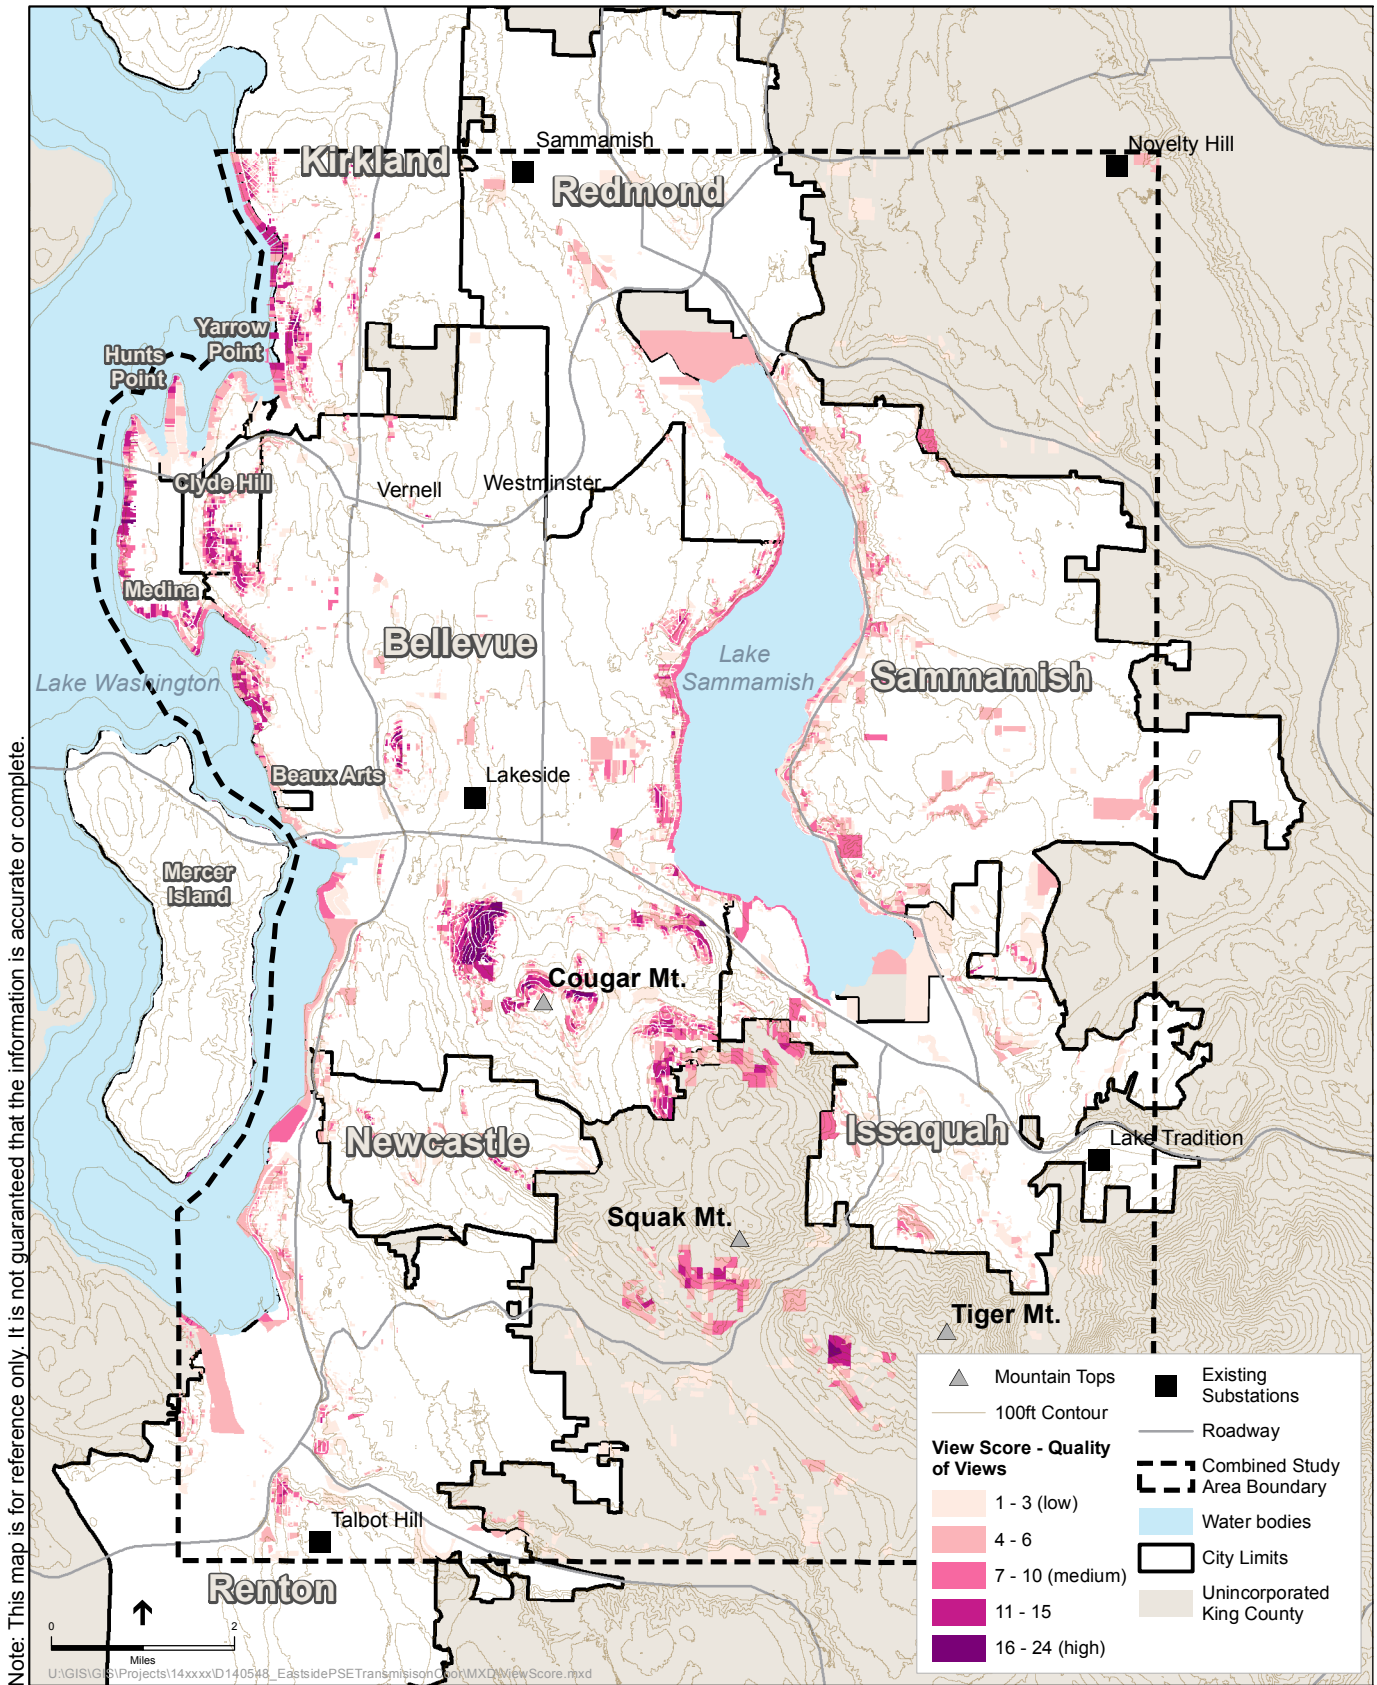 Sammamish
Novelty Hill
Kirkland
Redmond
Yarrow
Point
Hunts
Point
Clyde Hill
Vernell
Westminster
Medina
Bellevue
Lake
Sammamish
Sammamish
Lake Washington
Beaux Arts
Lakeside
Mercer
Island
Cougar Mt.
Newcastle
Issaquah
Lake Tradition
Squak Mt.
Tiger Mt.
Talbot Hill
Renton
Mountain Tops
100ft Contour
View Score - Quality
of Views
1 - 3 (low)
4 - 6
7 - 10 (medium)
11 - 15
16 - 24 (high)
Existing
Substations
Roadway
Combined Study
Area Boundary
Water bodies
City Limits
Unincorporated
King County
0 2
Miles
Note: This map is for reference only. It is not guaranteed that the information is accurate or complete.